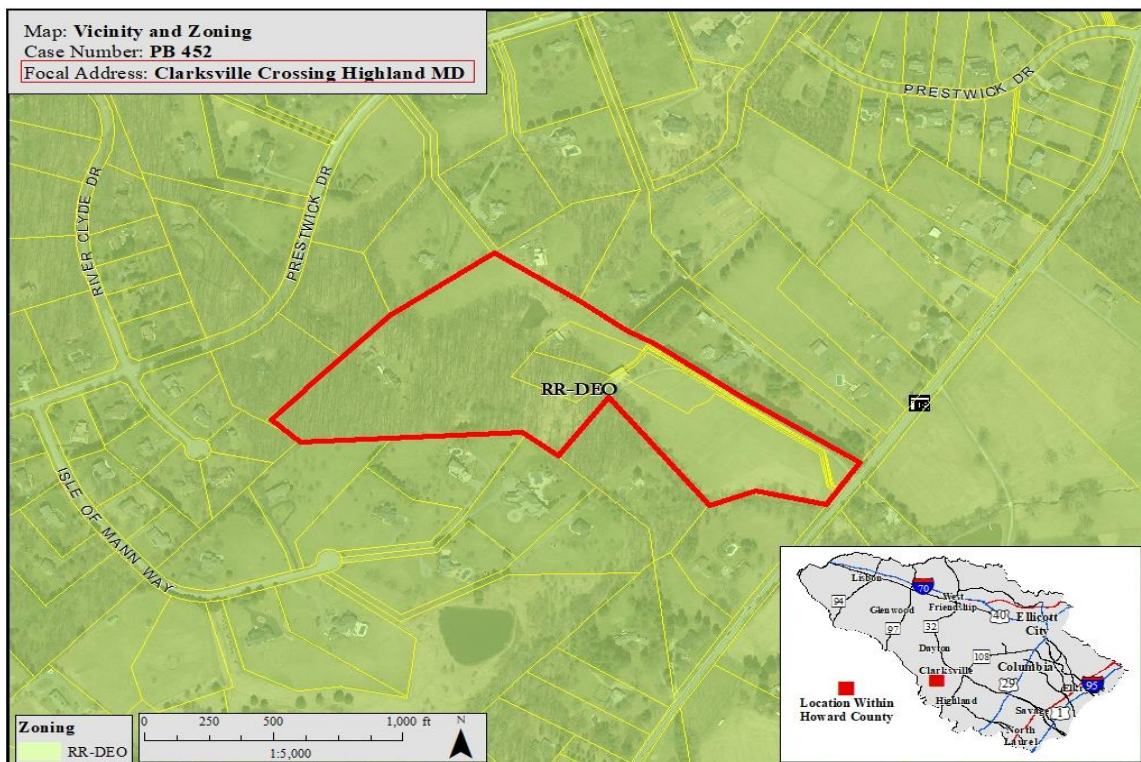 Map: Vicinity and Zoning
Case Number: PB 452
Focal Address: Clarksville Crossing Highland MD
PRESTWICK DR
RIVER CLYDE DR
PRESTWICK DR
RR-DEO
ISLE OF MANN WAY
Zoning
RR-DEO
0 250 500 1,000 ft
N
1:5,000
Lisbon
70
94
Glenwood
West
Friendship
40
Ellicott
City
97
32
Dayton
108
Columbia
Clarksville
29
95
Highland
Savage
1
North
Laurel
Location Within
Howard County